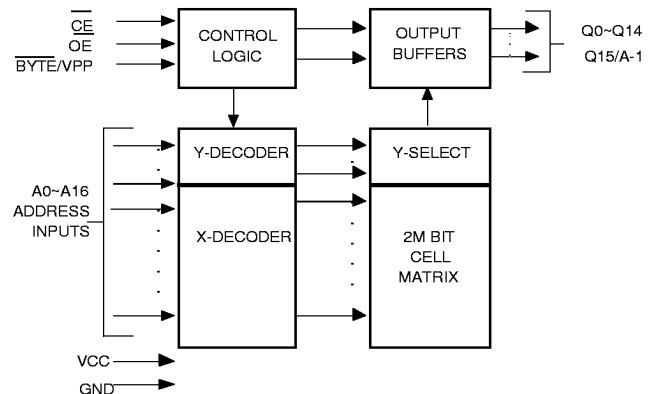 CE
OE
BYTE/VPP
CONTROL
LOGIC
OUTPUT
BUFFERS
Q0~Q14
Q15/A-1
A0~A16
ADDRESS
INPUTS
Y-DECODER
Y-SELECT
X-DECODER
2M BIT
CELL
MATRIX
VCC
GND